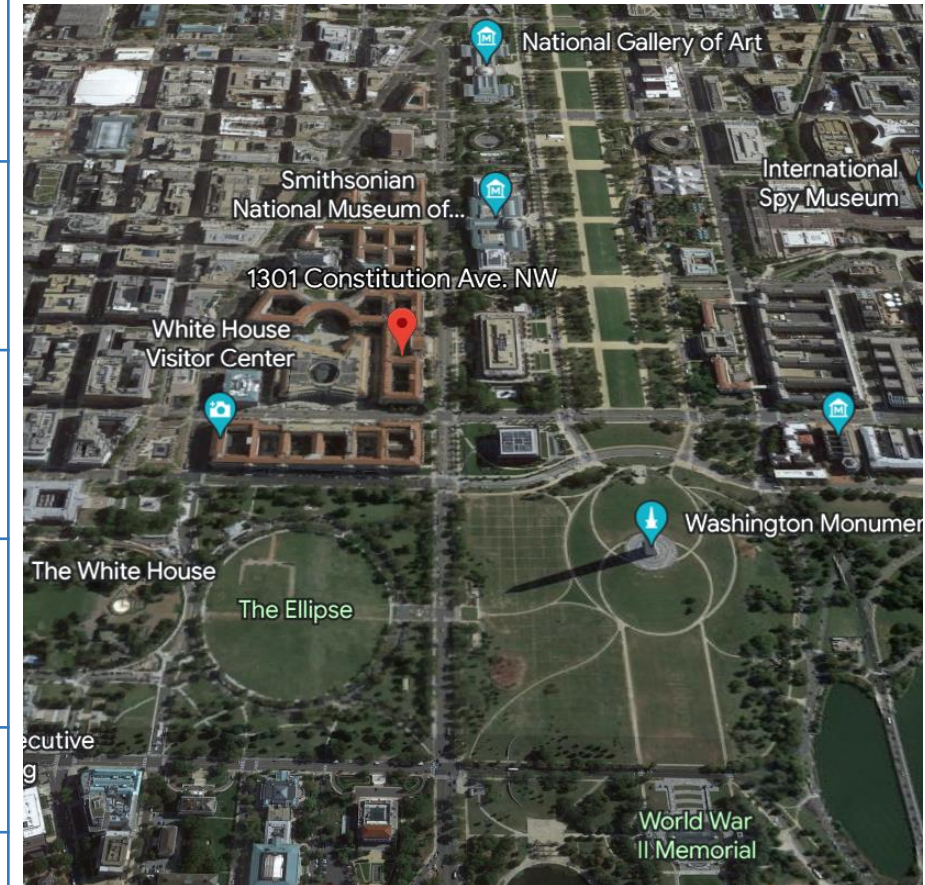 National Gallery of Art
Smithsonian
National Museum of...
International
Spy Museum
1301 Constitution Ave. NW
White House
Visitor Center
Washington Monumen
The White House
The Ellipse
ecutive
g
World War
II Memorial